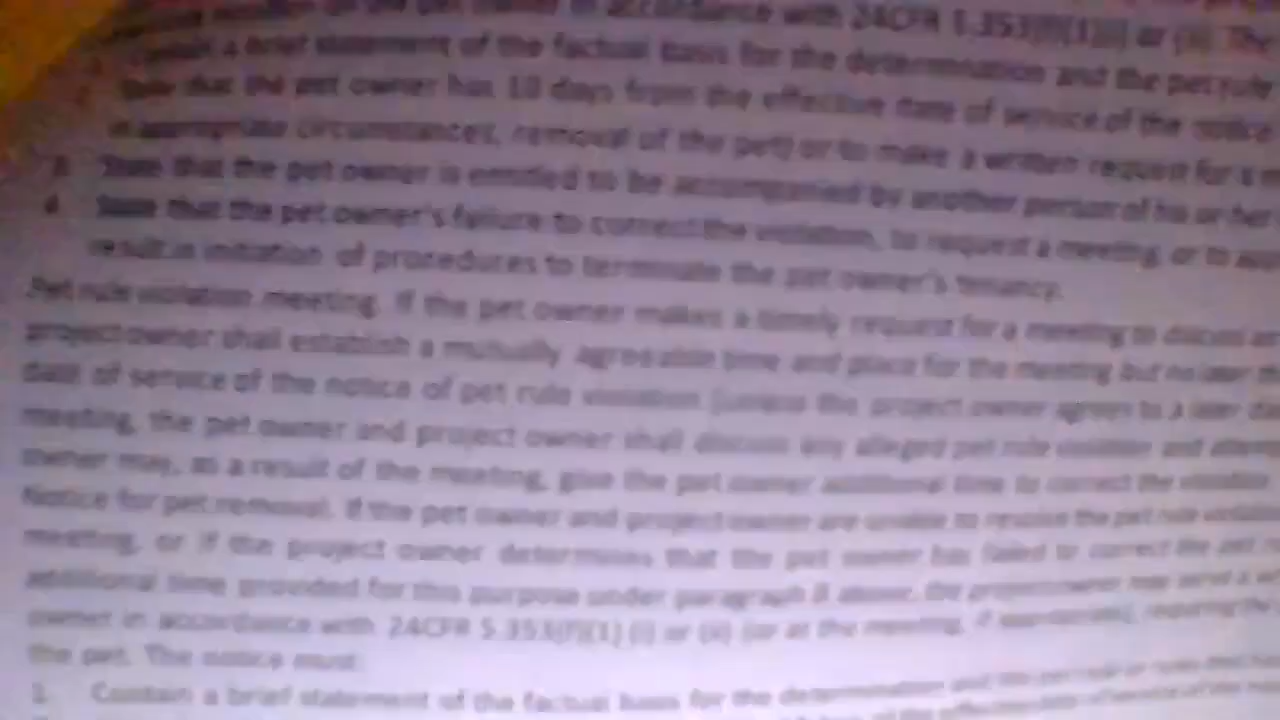 in accordance with 24CFR 5.353(f)(1)(i) or (ii). The
a brief statement of the factual basis for the determination and the pet rule
that the pet owner has 10 days from the effective date of service of the notice
in appropriate circumstances, removal of the pet) or to make a written request for a
3. State that the pet owner is entitled to be accompanied by another person of his or her
4. State that the pet owner's failure to correct the violation, to request a meeting, or to
result in initiation of procedures to terminate the pet owner's tenancy.
Pet rule violation meeting. If the pet owner makes a timely request for a meeting to discuss an
project owner shall establish a mutually agreeable time and place for the meeting but no later
date of service of the notice of pet rule violation (unless the project owner agrees to a later
meeting, the pet owner and project owner shall discuss any alleged pet rule violation and
owner may, as a result of the meeting, give the pet owner additional time to correct the violation
Notice for pet removal. If the pet owner and project owner are unable to resolve the pet rule
meeting, or if the project owner determines that the pet owner has failed to correct the pet
additional time provided for this purpose under paragraph B above, the project owner may serve a
owner in accordance with 24CFR 5.353(f)(1) (i) or (ii) (or at the meeting, if appropriate), requiring the
the pet. The notice must:
1. Contain a brief statement of the factual basis for the determination and the pet rule or rules that